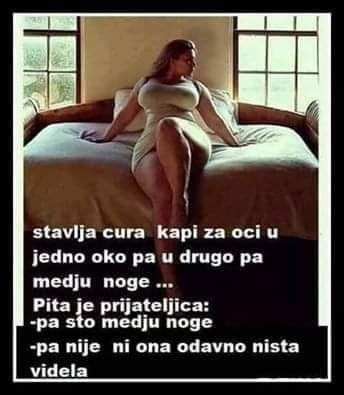 stavlja cura kapi za oci u
jedno oko pa u drugo pa
medju noge ...
Pita je prijateljica:
-pa sto medju noge
-pa nije ni ona odavno nista
videla